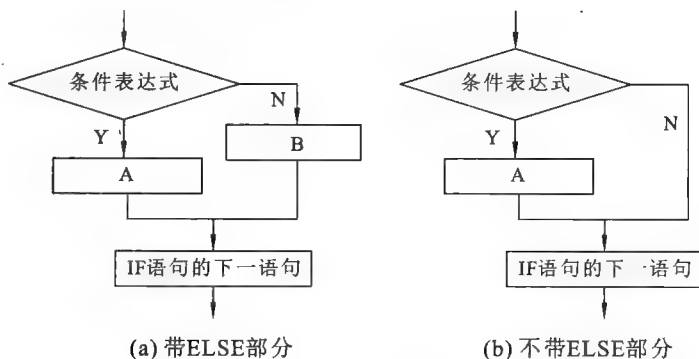 条件表达式
N
Y
B
A
IF语句的下一语句
(a) 带ELSE部分
条件表达式
N
Y
A
IF语句的下一语句
(b) 不带ELSE部分